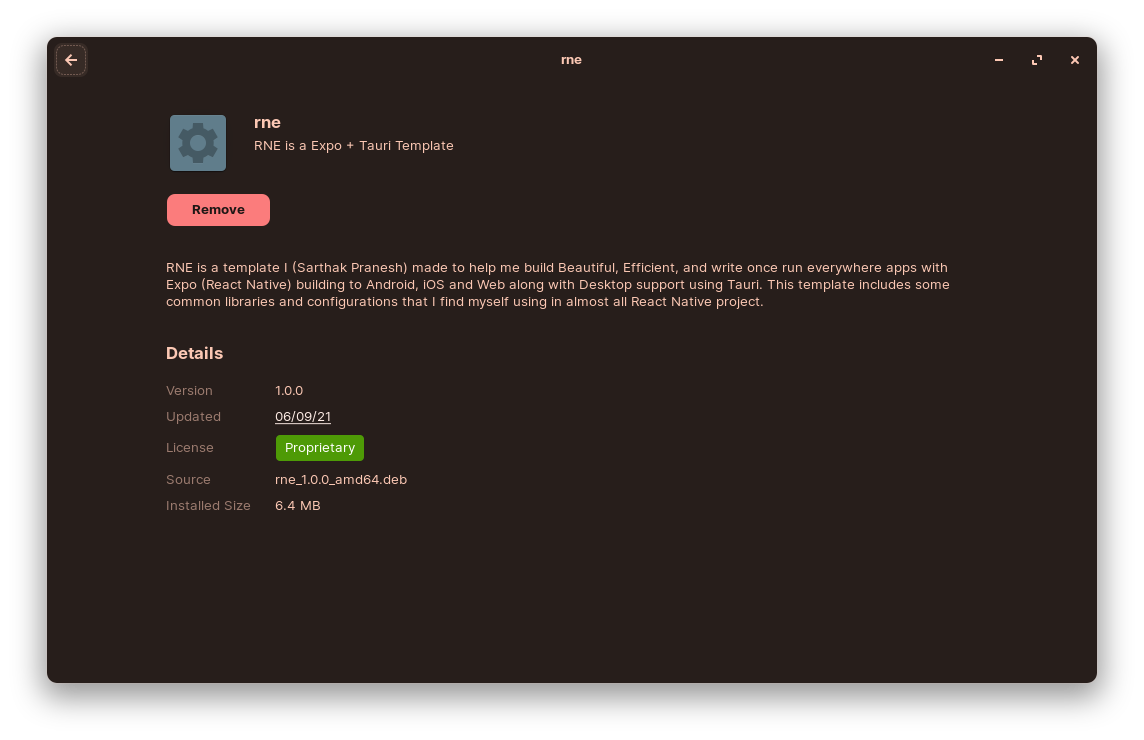 rne
rne
RNE is a Expo + Tauri Template
Remove
RNE is a template I (Sarthak Pranesh) made to help me build Beautiful, Efficient, and write once run everywhere apps with
Expo (React Native) building to Android, iOS and Web along with Desktop support using Tauri. This template includes some
common libraries and configurations that I find myself using in almost all React Native project.
Details
Version 1.0.0
Updated 06/09/21
License Proprietary
Source rne_1.0.0_amd64.deb
Installed Size 6.4 MB